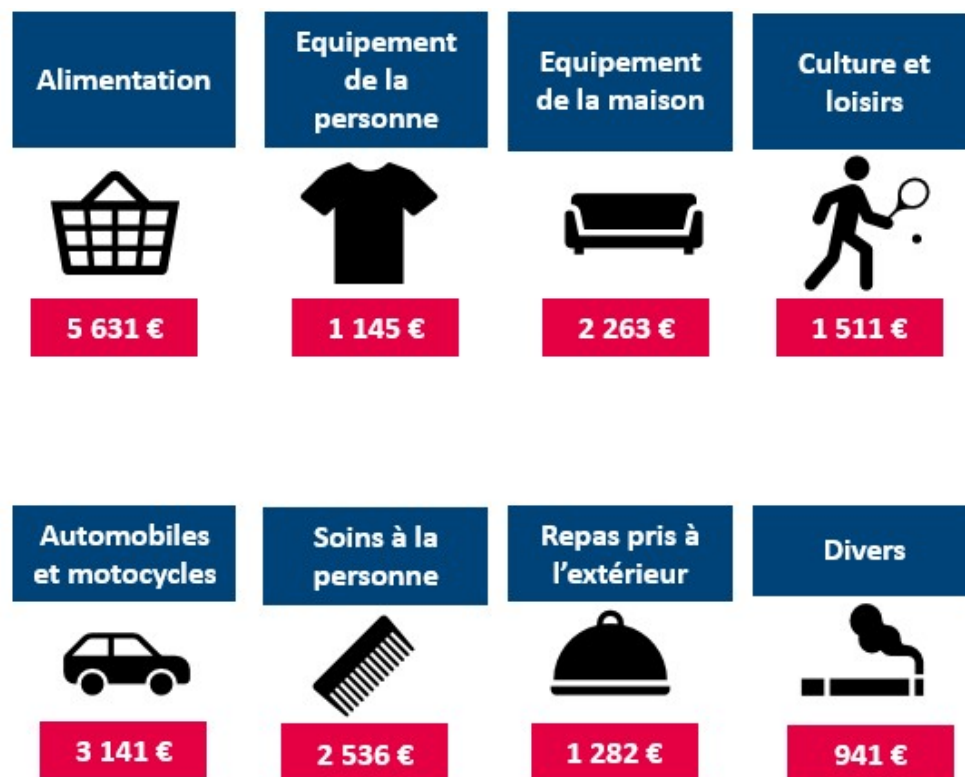 Alimentation
5 631 €
Equipement
de la
personne
1 145 €
Equipement
de la maison
2 263 €
Culture et
loisirs
1 511 €
Automobiles
et motocycles
3 141 €
Soins à la
personne
2 536 €
Repas pris à
l’extérieur
1 282 €
Divers
941 €